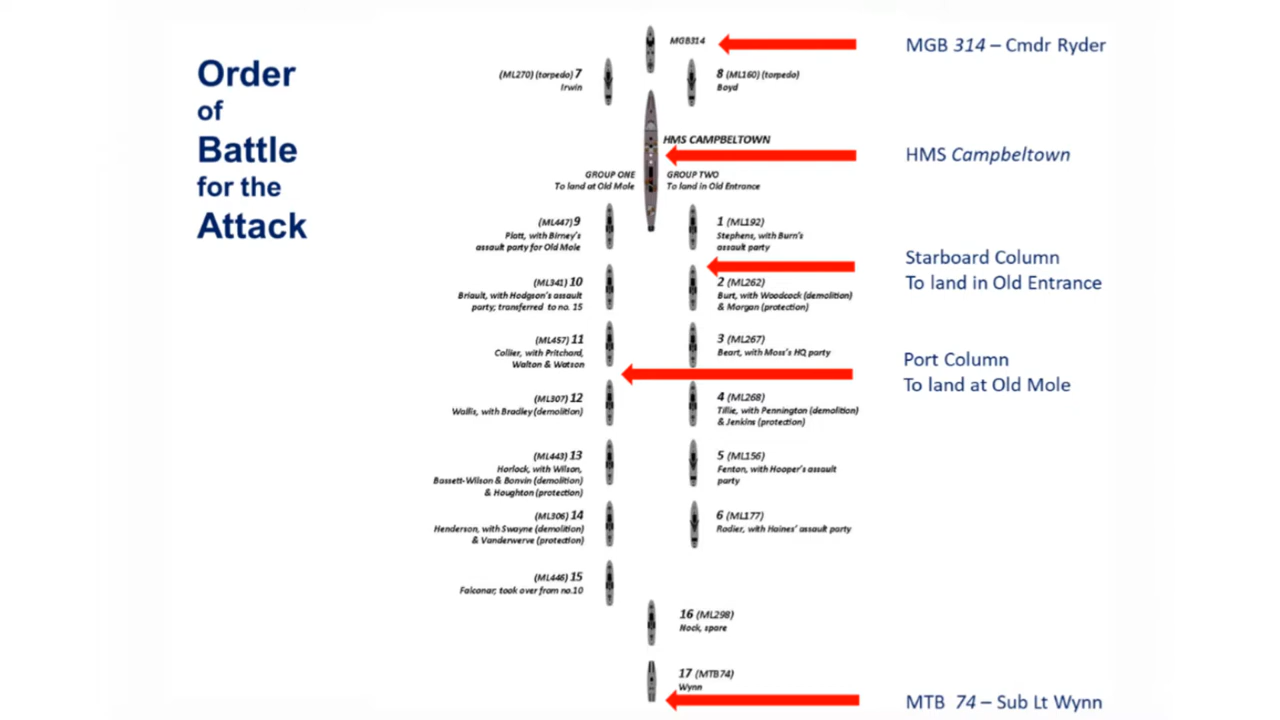 Order
of
Battle
for the
Attack
MGB314
MGB 314 – Cmdr Ryder
(ML270) (torpedo) 7
Irwin
8 (ML160) (torpedo)
Boyd
HMS CAMPBELTOWN
HMS Campbeltown
GROUP ONE
To land at Old Mole
GROUP TWO
To land in Old Entrance
(ML447) 9
Platt, with Birney's
assault party for Old Mole
1 (ML192)
Stephens, with Burn's
assault party
Starboard Column
To land in Old Entrance
(ML341) 10
Briault, with Hodgson's assault
party; transferred to no. 15
2 (ML262)
Burt, with Woodcock (demolition)
& Morgan (protection)
(ML457) 11
Collier, with Pritchard,
Walton & Watson
3 (ML267)
Beart, with Moss's HQ party
Port Column
To land at Old Mole
(ML307) 12
Wallis, with Bradley (demolition)
4 (ML268)
Tillie, with Pennington (demolition)
& Jenkins (protection)
(ML443) 13
Horlock, with Wilson,
Bassett-Wilson & Bonvin (demolition)
& Houghton (protection)
5 (ML156)
Fenton, with Hooper's assault
party
(ML306) 14
Henderson, with Swayne (demolition)
& Vanderwerve (protection)
6 (ML177)
Rodier, with Haines' assault party
(ML446) 15
Falconar; took over from no.10
16 (ML298)
Nock, spare
17 (MTB74)
Wynn
MTB 74 – Sub Lt Wynn